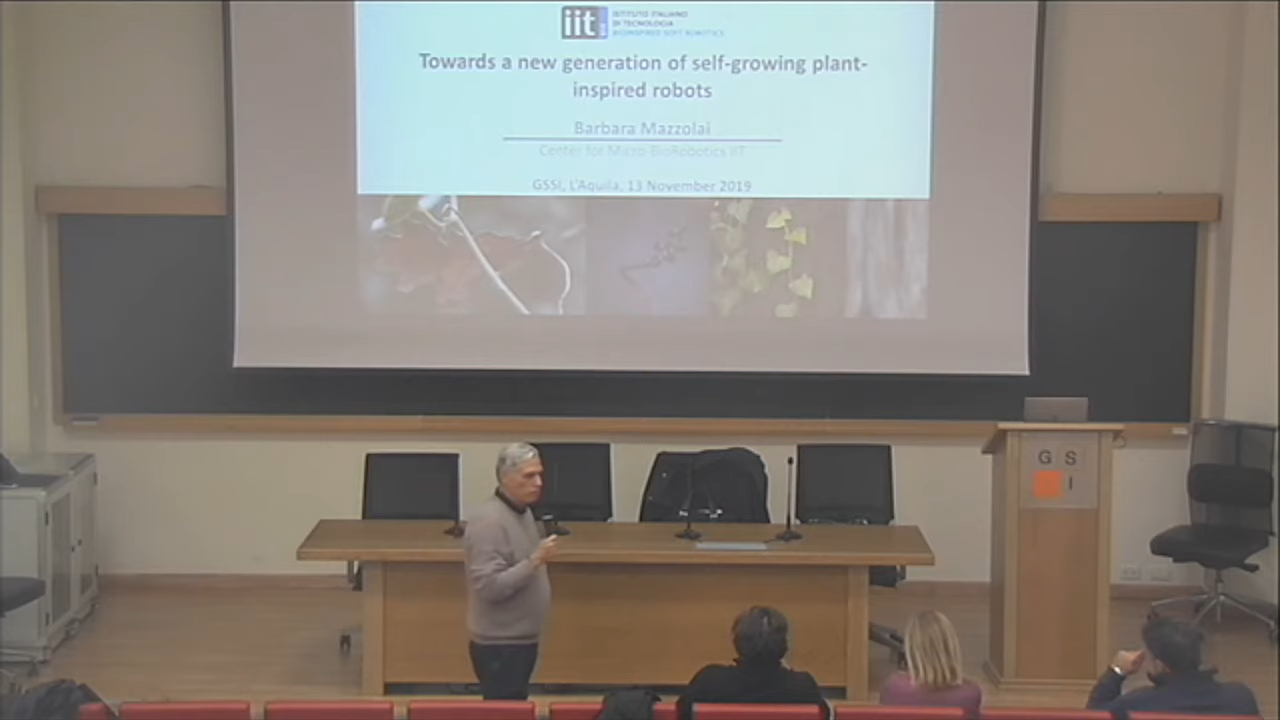 iit
ISTITUTO ITALIANO
DI TECNOLOGIA
BIOINSPIRED SOFT ROBOTICS
Towards a new generation of self-growing plant-
inspired robots
Barbara Mazzolai
Center for Micro-BioRobotics IIT
GSSI, L'Aquila, 13 November 2019
G S
I